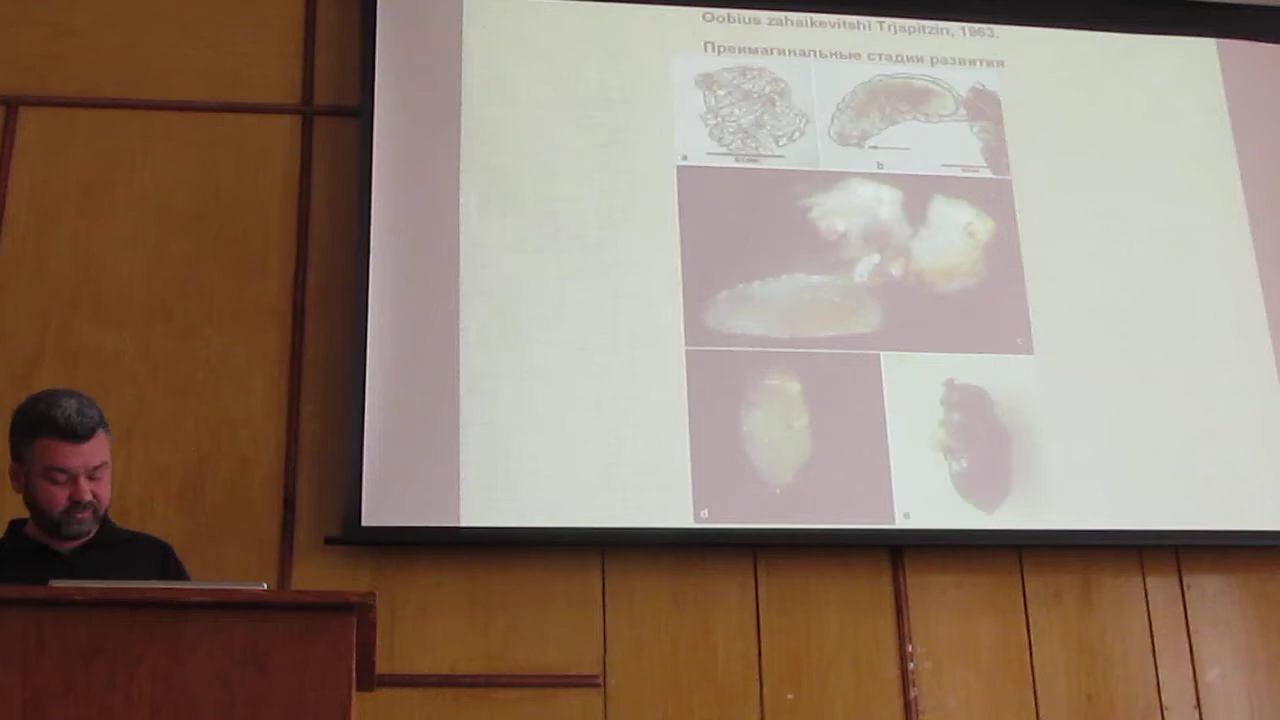 Oobius zahaikevitshi Trjapitzin, 1963.
Преимагинальные стадии развития
a
b
c
d
e